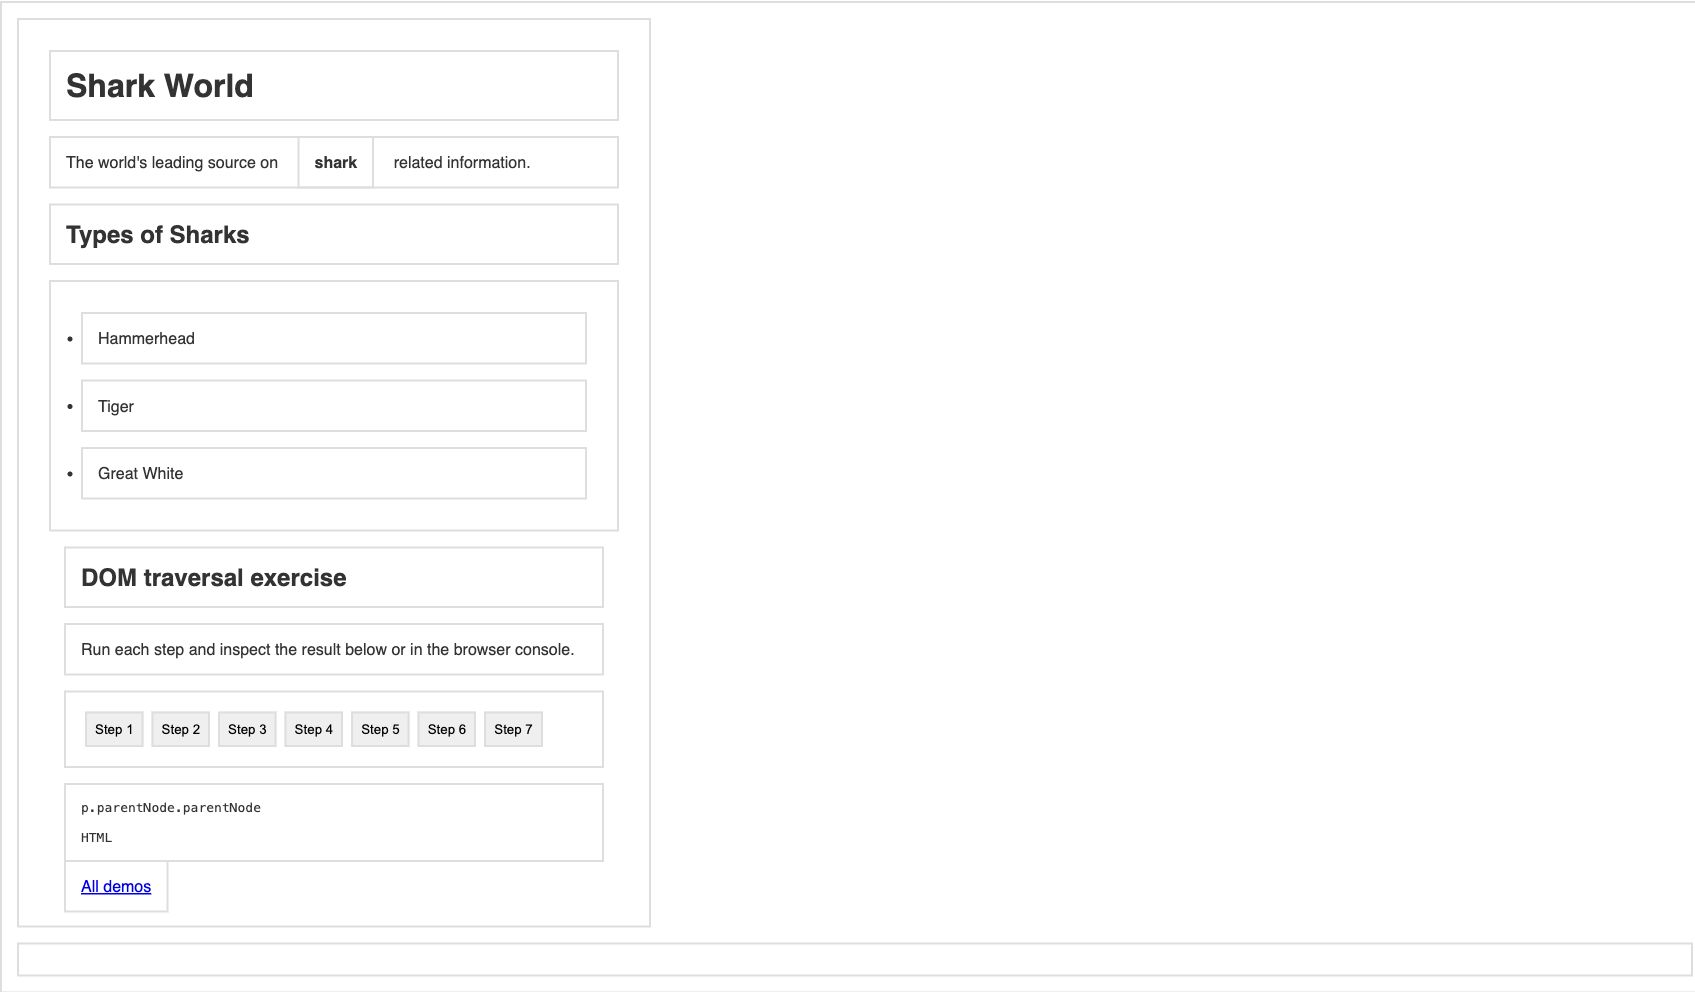 Shark World
The world's leading source on shark related information.
Types of Sharks
• Hammerhead
• Tiger
• Great White
DOM traversal exercise
Run each step and inspect the result below or in the browser console.
Step 1 Step 2 Step 3 Step 4 Step 5 Step 6 Step 7
p.parentNode.parentNode
HTML
All demos